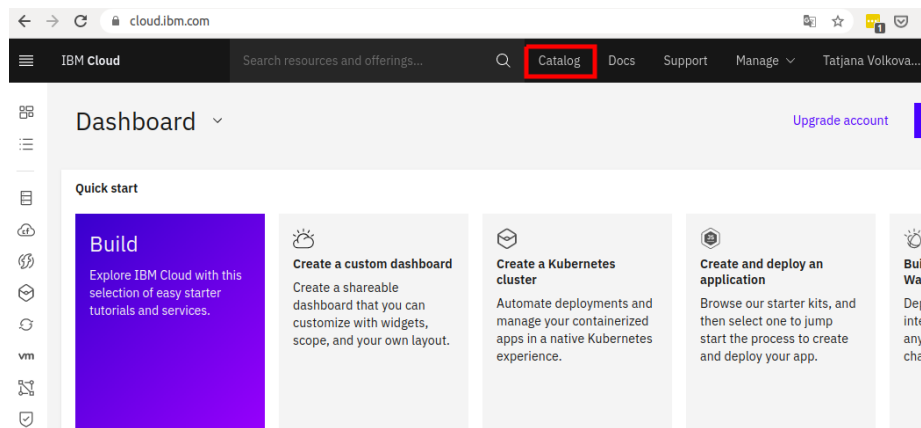 cloud.ibm.com
1
IBM Cloud
Search resources and offerings...
Catalog
Docs
Support
Manage
Tatjana Volkova...
Dashboard
Upgrade account
Quick start
Build
Explore IBM Cloud with this
selection of easy starter
tutorials and services.
Create a custom dashboard
Create a shareable
dashboard that you can
customize with widgets,
scope, and your own layout.
Create a Kubernetes
cluster
Automate deployments and
manage your containerized
apps in a native Kubernetes
experience.
Create and deploy an
application
Browse our starter kits, and
then select one to jump
start the process to create
and deploy your app.
vm